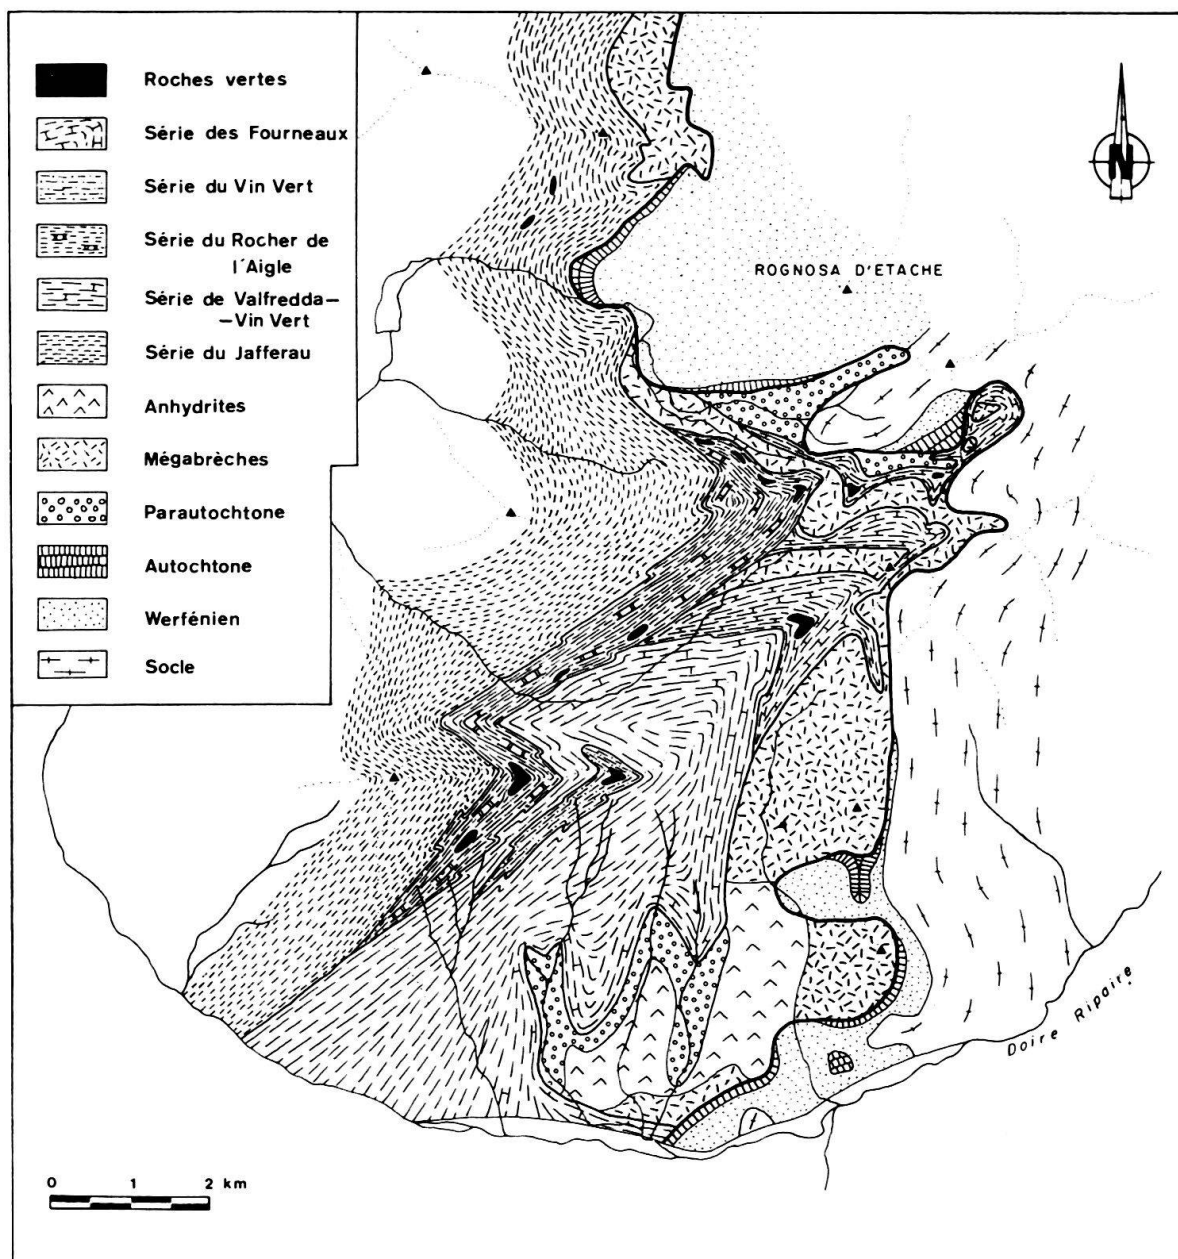 Roches vertes
Série des Fourneaux
Série du Vin Vert
Série du Rocher de
l'Aigle
Série de Valfredda—
—Vin Vert
Série du Jafferau
Anhydrites
Mégabrèches
Parautochtone
Autochtone
Werfénien
Socle
N
ROGNOSA D'ETACHE
Doire Ripaire
0 1 2 km